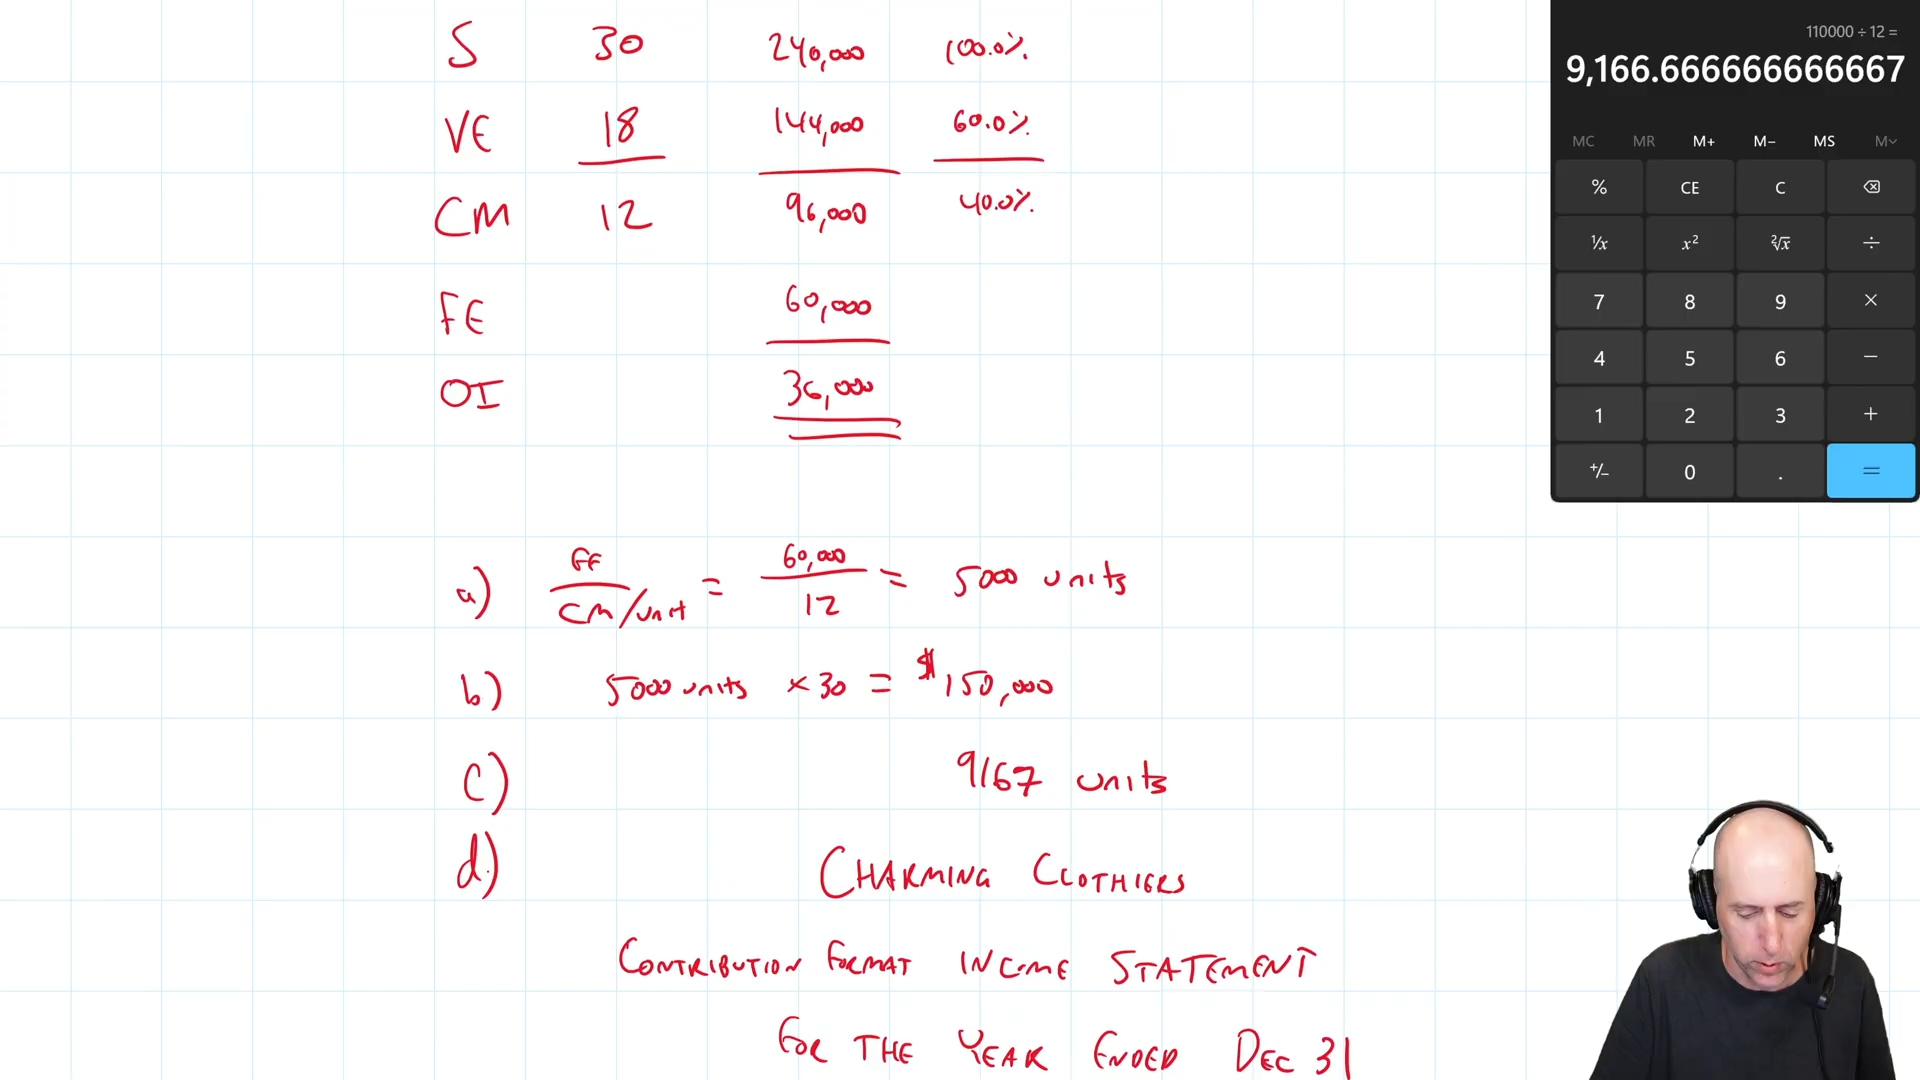 S 30 240,000 100.0%
VE 18 144,000 60.0%
CM 12 96,000 40.0%
FE 60,000
OI 36,000
a) FE / CM/unit = 60,000 / 12 = 5000 units
b) 5000 units × 30 = $150,000
c) 9167 units
d) CHARMING CLOTHIERS
CONTRIBUTION FORMAT INCOME STATEMENT
FOR THE YEAR ENDED DEC 31
110000 ÷ 12 =
9,166.666666666667
MC MR M+ M− MS M˅
% CE C ⌫
1/x x² ²√x ÷
7 8 9 ×
4 5 6 −
1 2 3 +
+/− 0 . =